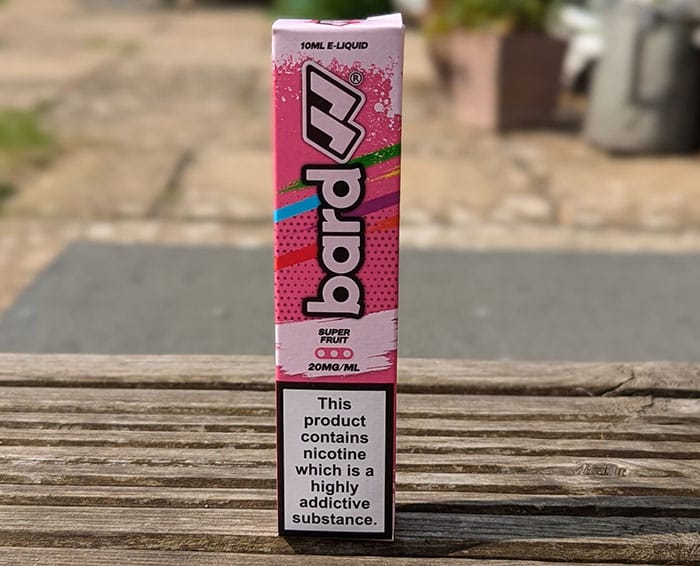 10ML E-LIQUID
®
bard
SUPER
FRUIT
20MG/ML
This
product
contains
nicotine
which is a
highly
addictive
substance.